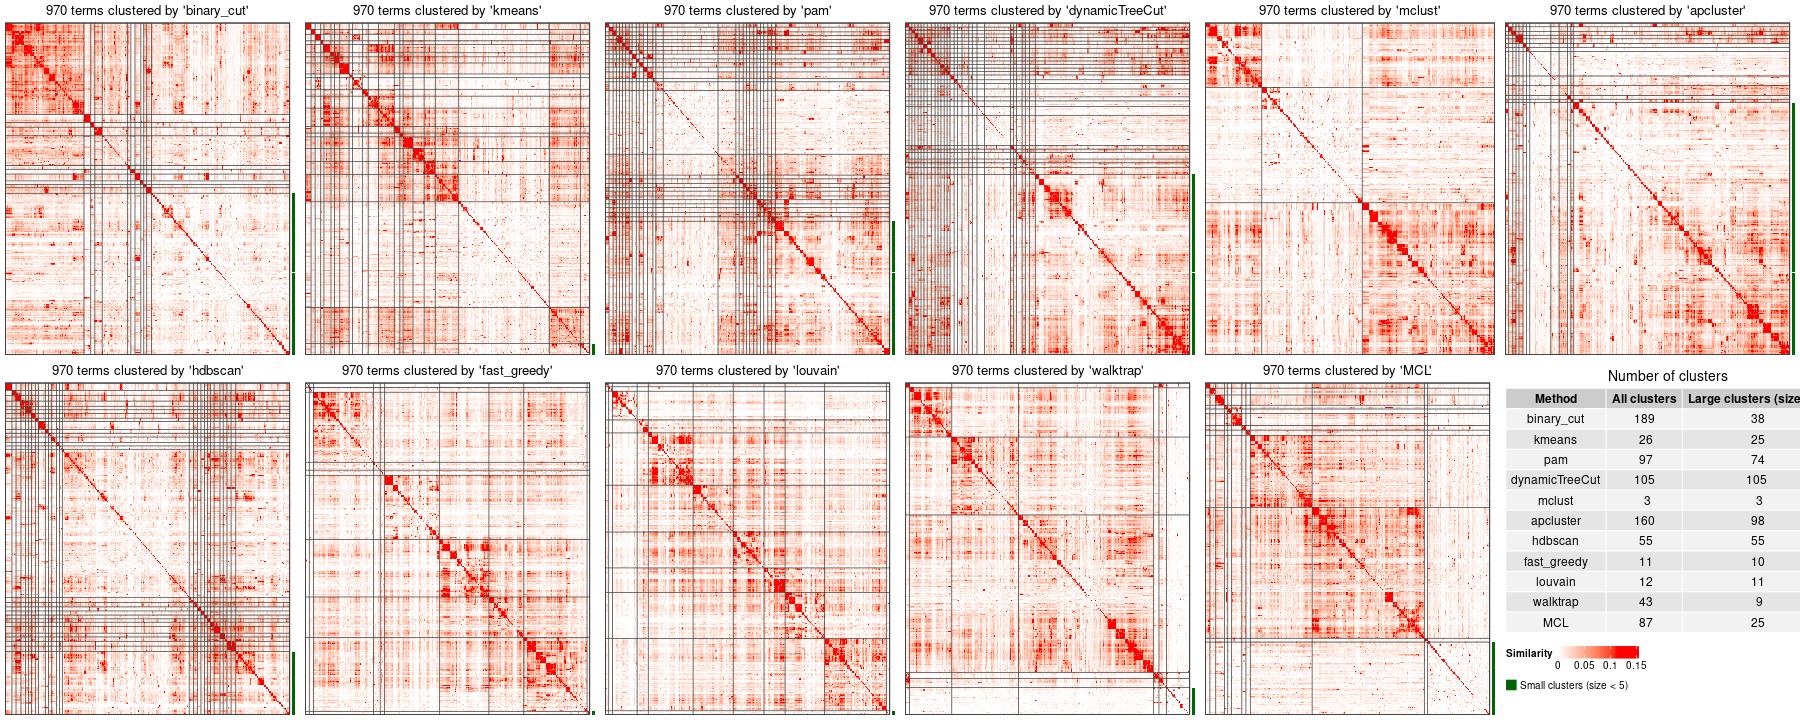 970 terms clustered by 'binary_cut'
970 terms clustered by 'kmeans'
970 terms clustered by 'pam'
970 terms clustered by 'dynamicTreeCut'
970 terms clustered by 'mclust'
970 terms clustered by 'apcluster'
970 terms clustered by 'hdbscan'
970 terms clustered by 'fast_greedy'
970 terms clustered by 'louvain'
970 terms clustered by 'walktrap'
970 terms clustered by 'MCL'
Number of clusters
Method All clusters Large clusters (size
binary_cut 189 38
kmeans 26 25
pam 97 74
dynamicTreeCut 105 105
mclust 3 3
apcluster 160 98
hdbscan 55 55
fast_greedy 11 10
louvain 12 11
walktrap 43 9
MCL 87 25
Similarity
0 0.05 0.1 0.15
Small clusters (size < 5)